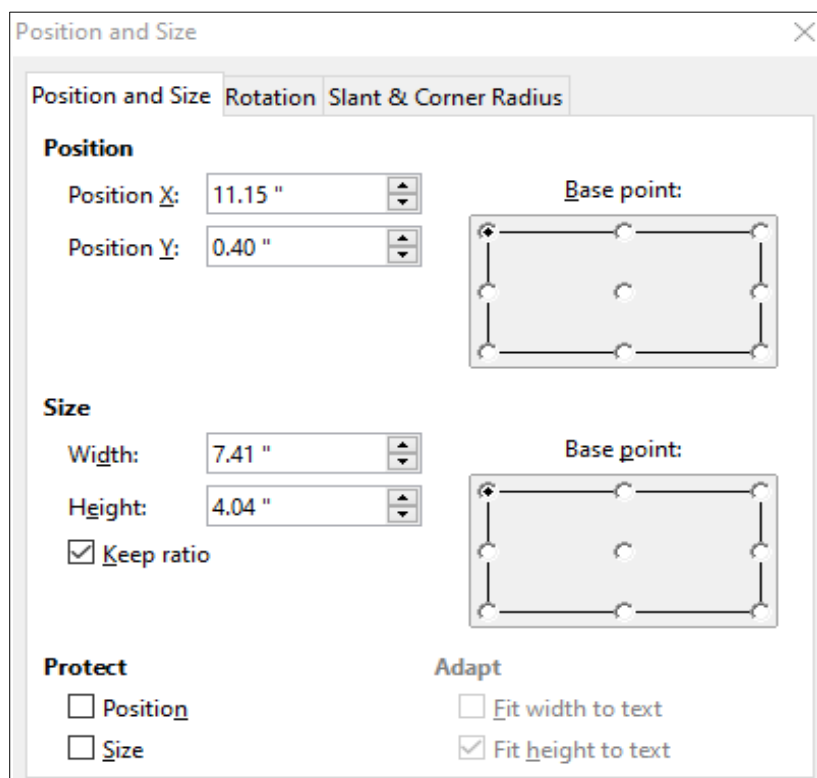 Position and Size
Position and Size Rotation Slant & Corner Radius
Position
Position X: 11.15 "
Base point:
Position Y: 0.40 "
Size
Width: 7.41 "
Base point:
Height: 4.04 "
Keep ratio
Protect
Adapt
Position
Fit width to text
Size
Fit height to text